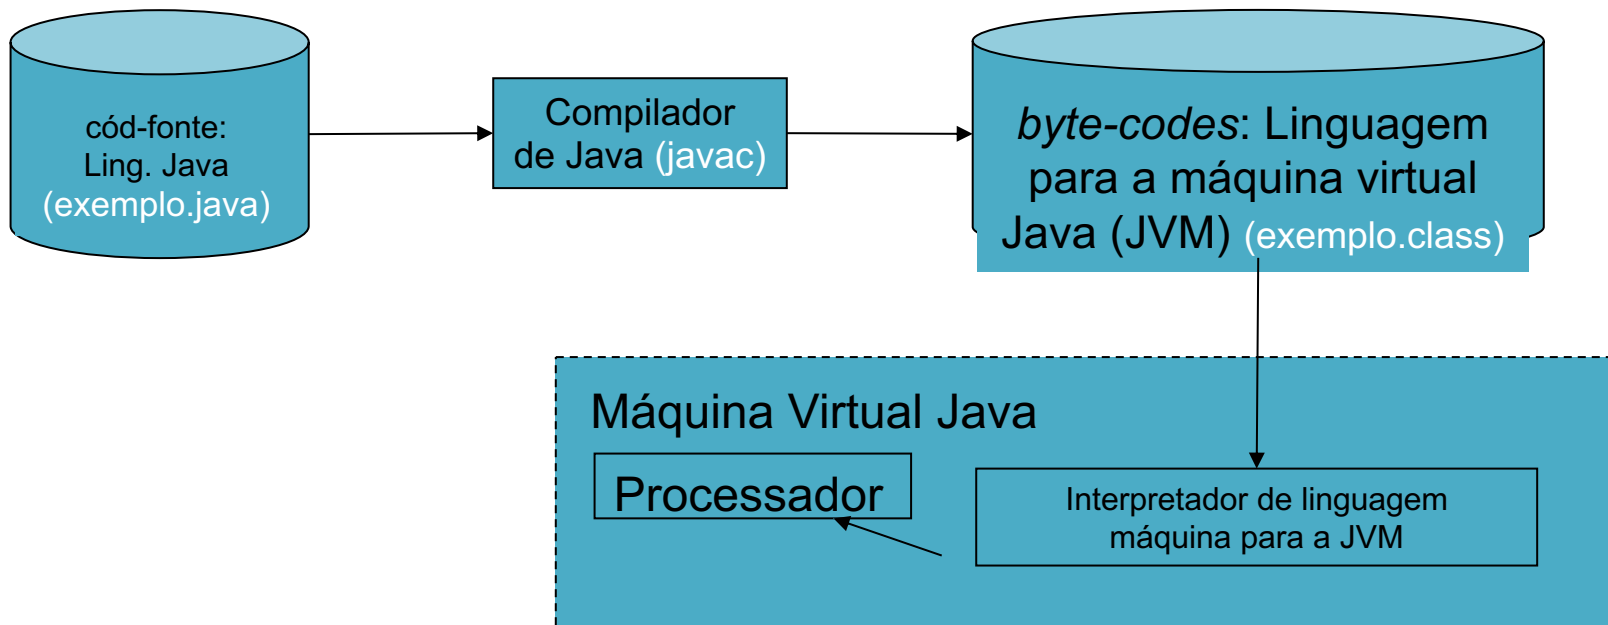 cód-fonte:
Ling. Java
(exemplo.java)
Compilador
de Java (javac)
byte-codes: Linguagem
para a máquina virtual
Java (JVM) (exemplo.class)
Máquina Virtual Java
Processador
Interpretador de linguagem
máquina para a JVM